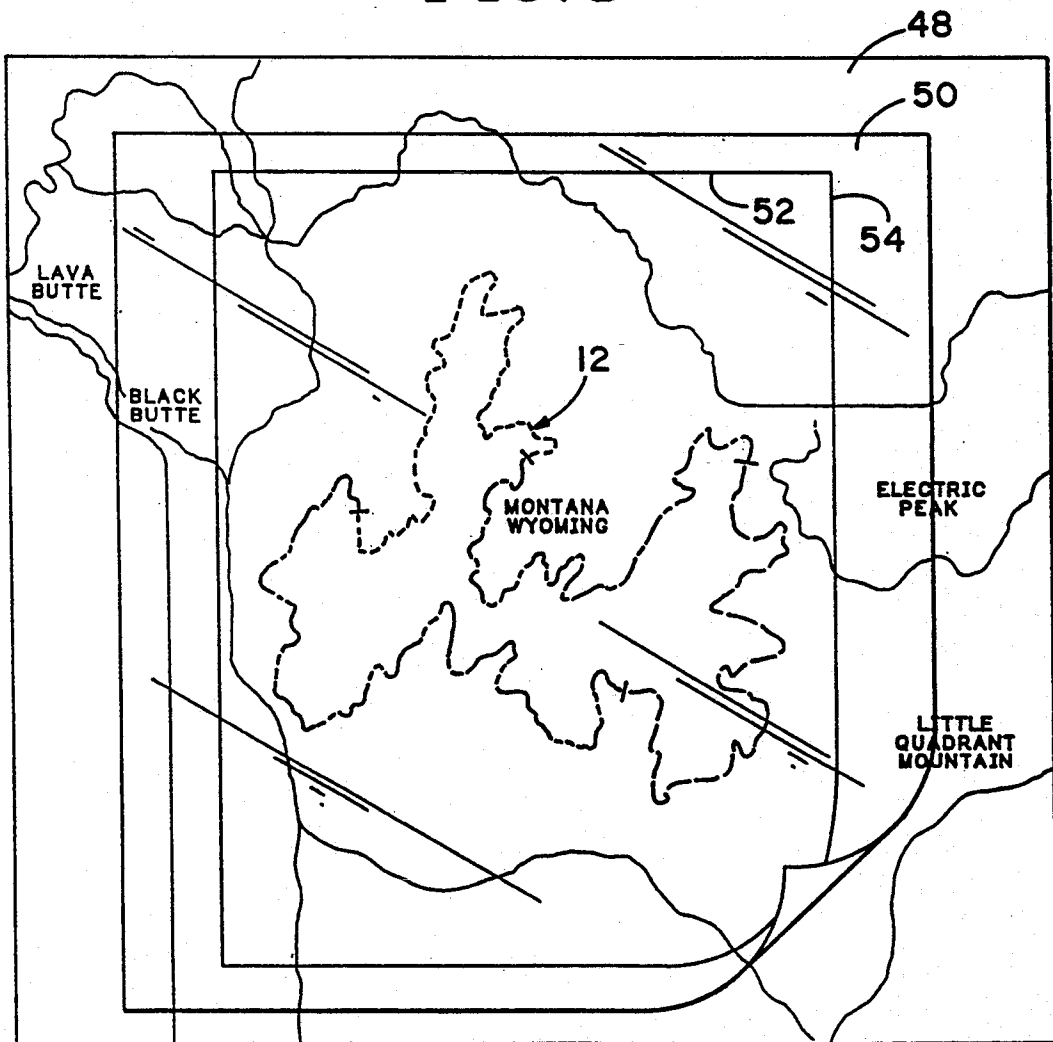 48
50
52
54
LAVA
BUTTE
12
BLACK
BUTTE
MONTANA
WYOMING
ELECTRIC
PEAK
LITTLE
QUADRANT
MOUNTAIN